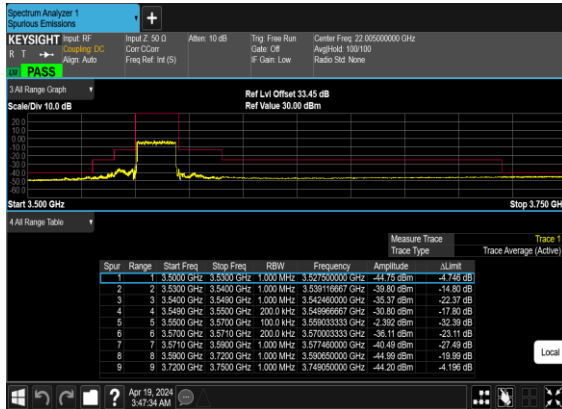 Spectrum Analyzer 1
Spurious Emissions
+
KEYSIGHT Input: RF Input Z: 50 Ω Atten: 10 dB Trig: Free Run Center Freq: 22.005000000 GHz
R T Coupling: DC Corr CCorr Gate: Off Avg|Hold: 100/100
Align: Auto Freq Ref: Int (S) IF Gain: Low Radio Std: None
LXI PASS
3 All Range Graph
Ref Lvl Offset 33.45 dB
Scale/Div 10.0 dB Ref Value 30.00 dBm
20.0
10.0
0.00
-10.0
-20.0
-30.0
-40.0
-50.0
-60.0
Start 3.500 GHz Stop 3.750 GH
4 All Range Table
Measure Trace Trace 1
Trace Type Trace Average (Active)
Spur Range Start Freq Stop Freq RBW Frequency Amplitude ΔLimit
1 1 3.5000 GHz 3.5300 GHz 1.000 MHz 3.527500000 GHz -44.75 dBm -4.746 dB
2 2 3.5300 GHz 3.5400 GHz 1.000 MHz 3.539116667 GHz -39.80 dBm -14.80 dB
3 3 3.5400 GHz 3.5490 GHz 1.000 MHz 3.542460000 GHz -35.37 dBm -22.37 dB
4 4 3.5490 GHz 3.5500 GHz 200.0 kHz 3.549966667 GHz -30.80 dBm -17.80 dB
5 5 3.5500 GHz 3.5700 GHz 100.0 kHz 3.559033333 GHz -2.392 dBm -32.39 dB
6 6 3.5700 GHz 3.5710 GHz 200.0 kHz 3.570003333 GHz -36.11 dBm -23.11 dB
7 7 3.5710 GHz 3.5900 GHz 1.000 MHz 3.577460000 GHz -40.49 dBm -27.49 dB
8 8 3.5900 GHz 3.7200 GHz 1.000 MHz 3.590650000 GHz -44.99 dBm -19.99 dB
9 9 3.7200 GHz 3.7500 GHz 1.000 MHz 3.749050000 GHz -44.20 dBm -4.196 dB
Local
? Apr 19, 2024
3:47:34 AM